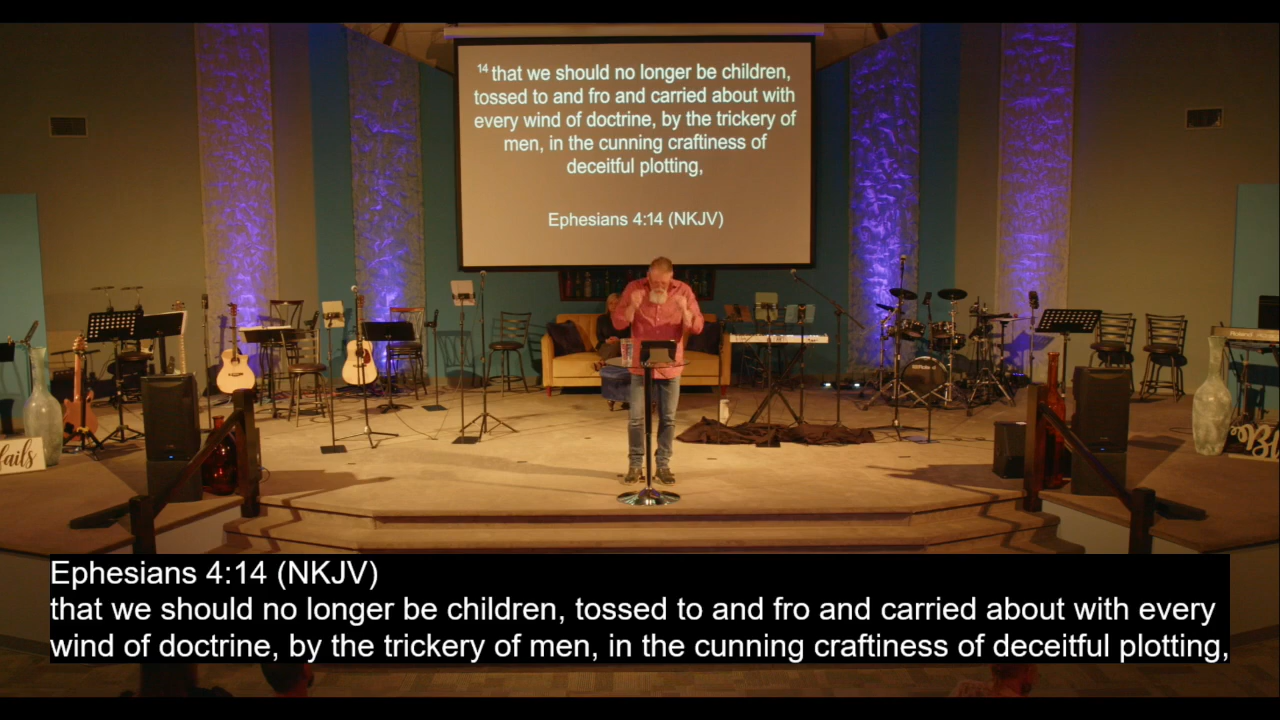 14 that we should no longer be children,
tossed to and fro and carried about with
every wind of doctrine, by the trickery of
men, in the cunning craftiness of
deceitful plotting,
Ephesians 4:14 (NKJV)
fails
Roland
Ephesians 4:14 (NKJV)
that we should no longer be children, tossed to and fro and carried about with every
wind of doctrine, by the trickery of men, in the cunning craftiness of deceitful plotting,